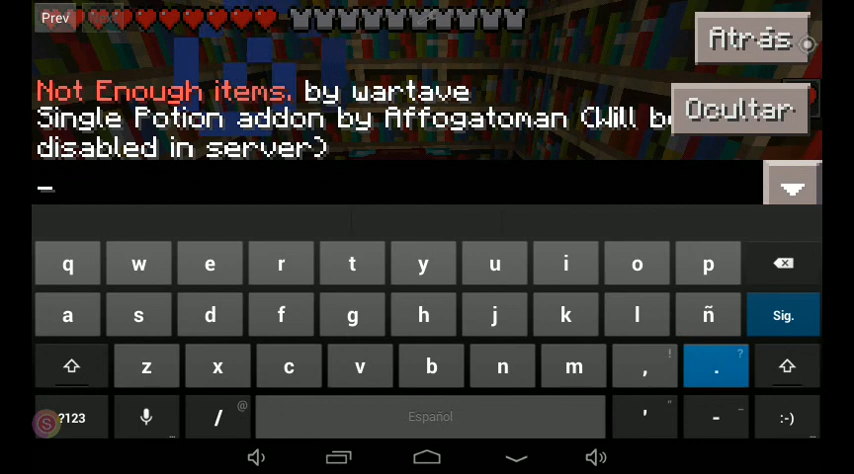 Prev
Atrás
Not Enough items. by wartave
Ocultar
Single Potion addon by Affogatoman (Will be
disabled in server)
_
q w e r t y u i o p
a s d f g h j k l ñ Sig.
z x c v b n m , ! . ?
S ?123 / @ Español ' " - _ :-)